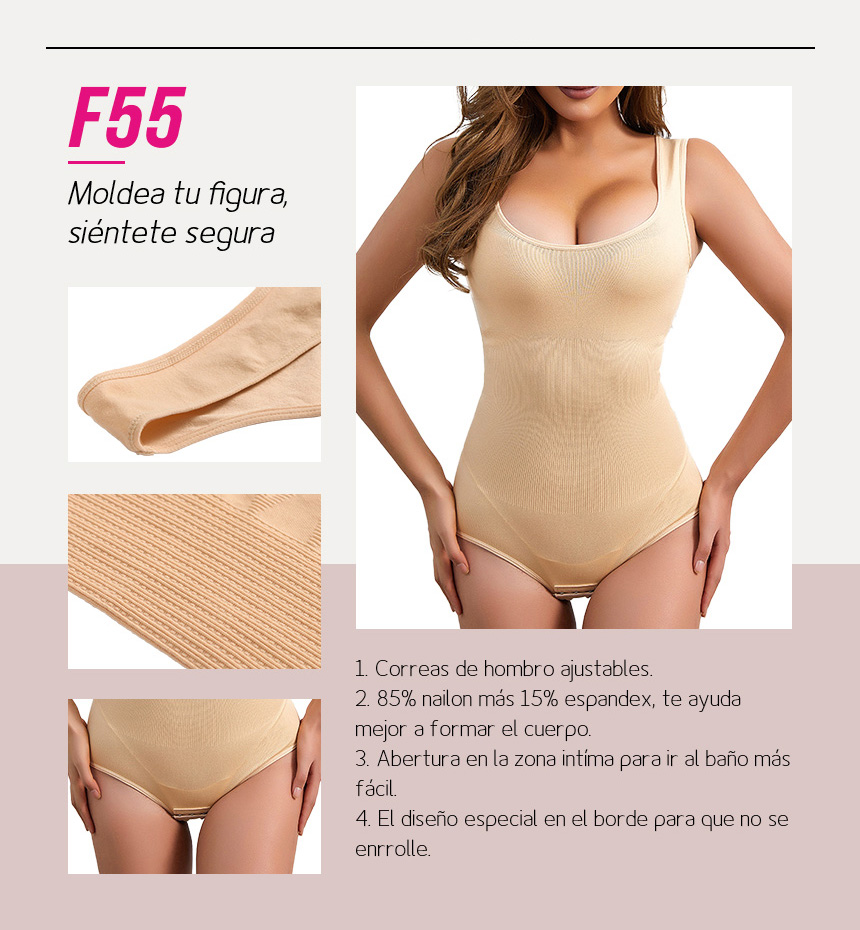 F55
Moldea tu figura,
siéntete segura
1. Correas de hombro ajustables.
2. 85% nailon más 15% espandex, te ayuda
mejor a formar el cuerpo.
3. Abertura en la zona intíma para ir al baño más
fácil.
4. El diseño especial en el borde para que no se
enrrolle.